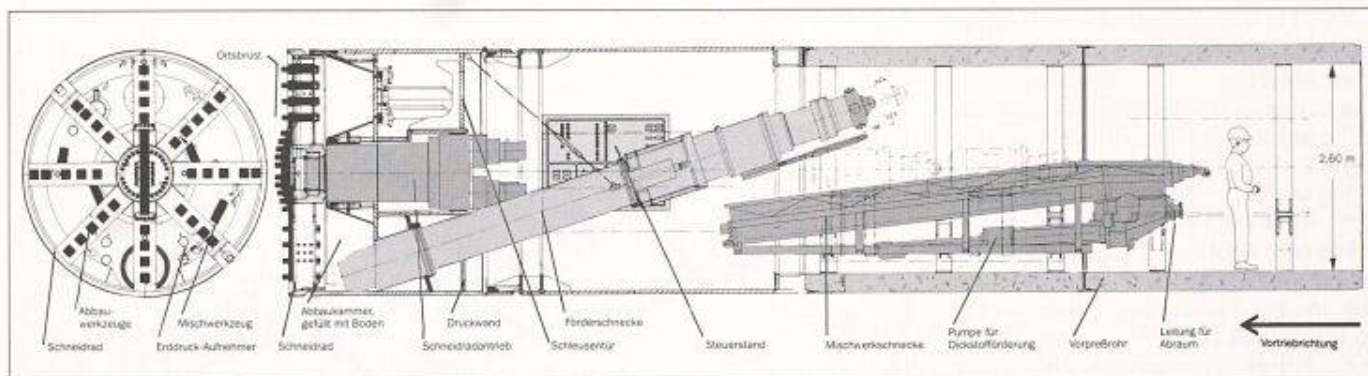 Ortsbrust
2,60 m
Abbau-
werkzeuge
Mischwerkzeug
Schneidrad
Erddruck-Aufnehmer
Abbaukammer,
gefüllt mit Boden
Schneidrad
Druckwand
Schneidradantrieb
Förderschnecke
Schleusentür
Steuerstand
Mischwerkschnecke
Pumpe für
Dickstofförderung
Vorpreßrohr
Leitung für
Abraum
Vortriebrichtung